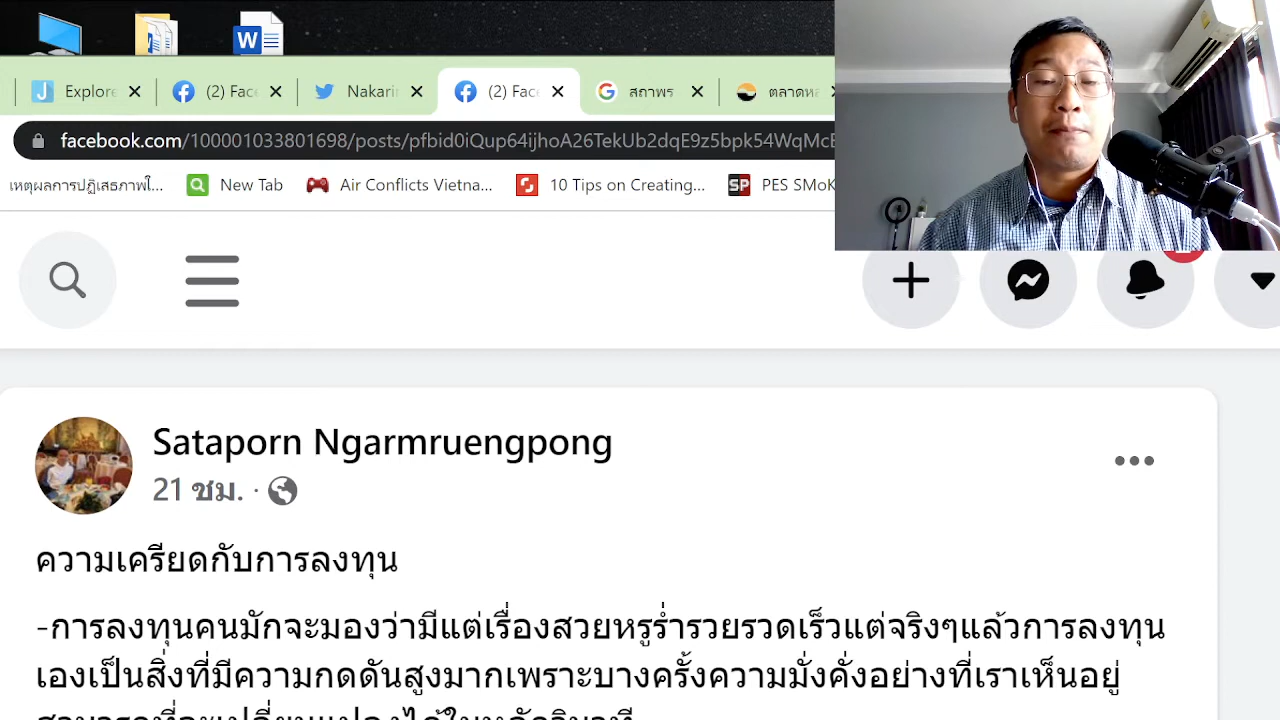 W
Explore
(2) Fac
Nakarin
(2) Fac
สถาพร
ตลาดห
facebook.com/100001033801698/posts/pfbid0iQup64ijhoA26TekUb2dqE9z5bpk54WqMcE
เหตุผลการปฏิเสธภาพใ...
New Tab
Air Conflicts Vietna...
10 Tips on Creating...
SP
PES SMoK
Sataporn Ngarmruengpong
21 ชม. ·
ความเครียดกับการลงทุน
-การลงทุนคนมักจะมองว่ามีแต่เรื่องสวยหรูร่ำรวยรวดเร็วแต่จริงๆแล้วการลงทุน
เองเป็นสิ่งที่มีความกดดันสูงมากเพราะบางครั้งความมั่งคั่งอย่างที่เราเห็นอยู่